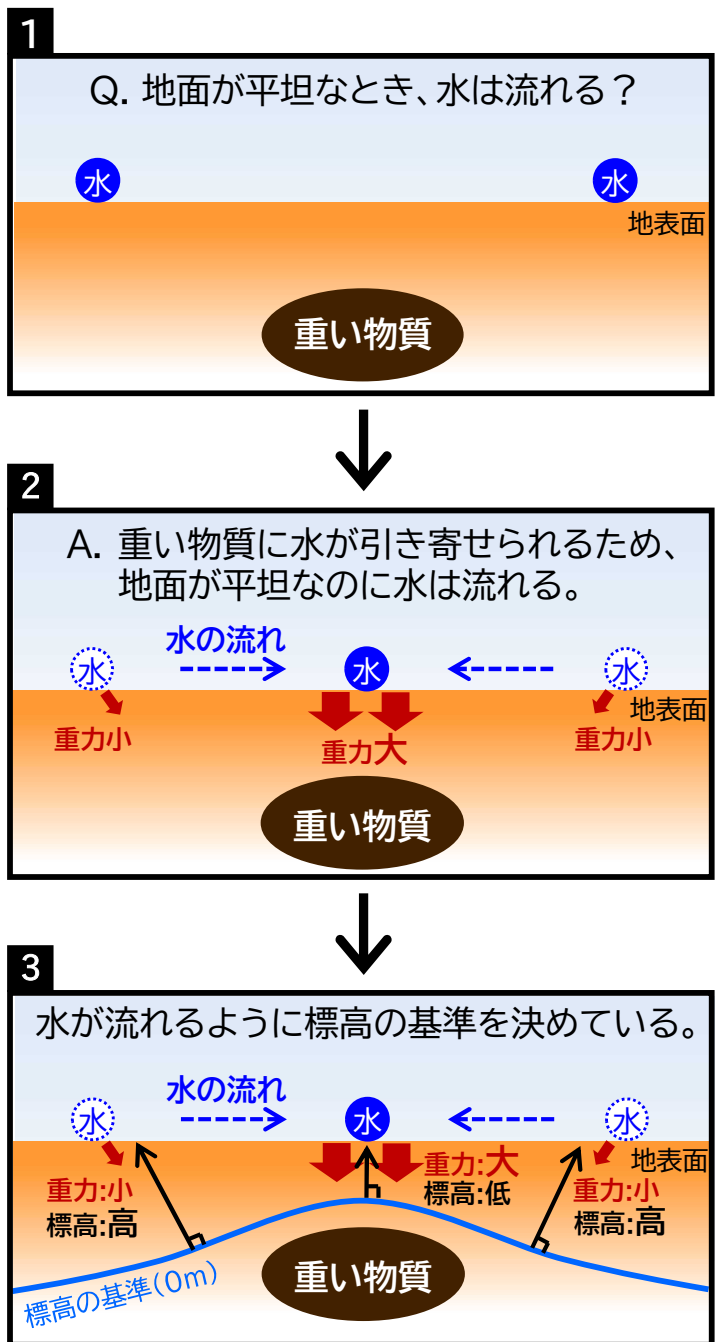 1
Q. 地面が平坦なとき、水は流れる？
水
水
地表面
重い物質
2
A. 重い物質に水が引き寄せられるため、
地面が平坦なのに水は流れる。
水の流れ
水
水
水
地表面
重力小
重力大
重力小
重い物質
3
水が流れるように標高の基準を決めている。
水の流れ
水
水
水
地表面
重力:小
標高:高
重力:大
標高:低
重力:小
標高:高
重い物質
標高の基準(0m)